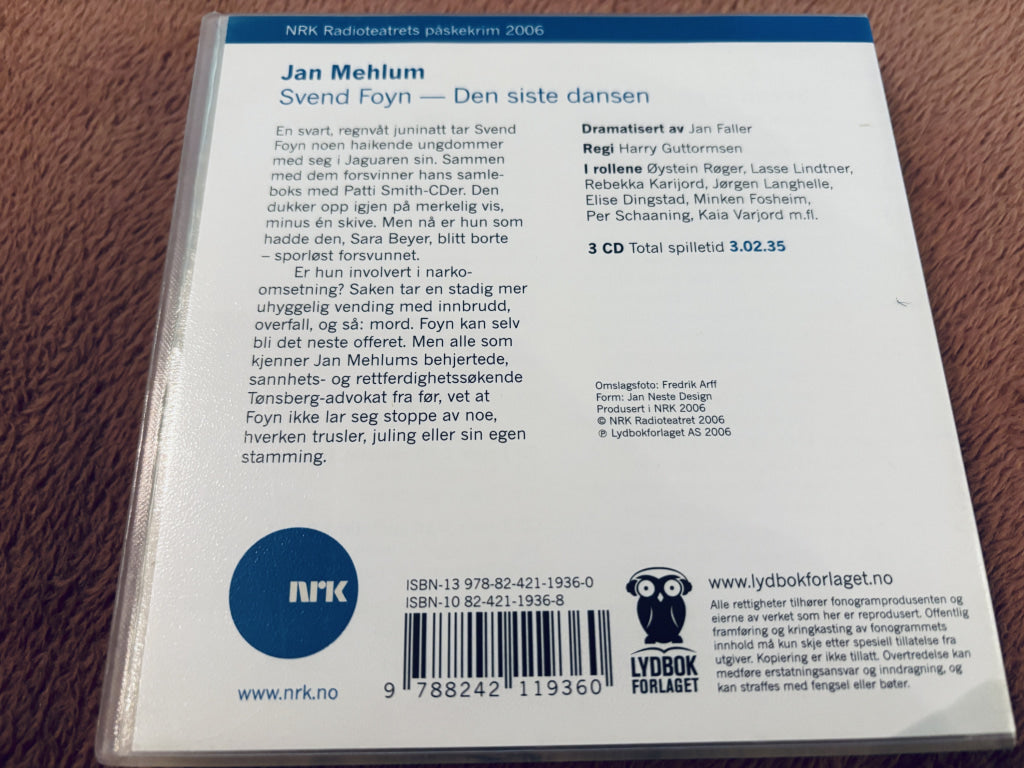 NRK Radioteatrets påskekrim 2006
Jan Mehlum
Svend Foyn — Den siste dansen
En svart, regnvåt juninatt tar Svend
Foyn noen haikende ungdommer
med seg i Jaguaren sin. Sammen
med dem forsvinner hans samle-
boks med Patti Smith-CDer. Den
dukker opp igjen på merkelig vis,
minus én skive. Men nå er hun som
hadde den, Sara Beyer, blitt borte
– sporløst forsvunnet.
Er hun involvert i narko-
omsetning? Saken tar en stadig mer
uhyggelig vending med innbrudd,
overfall, og så: mord. Foyn kan selv
bli det neste offeret. Men alle som
kjenner Jan Mehlums behjertede,
sannhets- og rettferdighetssøkende
Tønsberg-advokat fra før, vet at
Foyn ikke lar seg stoppe av noe,
hverken trusler, juling eller sin egen
stamming.
Dramatisert av Jan Faller
Regi Harry Guttormsen
I rollene Øystein Røger, Lasse Lindtner,
Rebekka Karijord, Jørgen Langhelle,
Elise Dingstad, Minken Fosheim,
Per Schaaning, Kaia Varjord m.fl.
3 CD Total spilletid 3.02.35
Omslagsfoto: Fredrik Arff
Form: Jan Neste Design
Produsert i NRK 2006
© NRK Radioteatret 2006
℗ Lydbokforlaget AS 2006
NRK
www.nrk.no
ISBN-13 978-82-421-1936-0
ISBN-10 82-421-1936-8
9 788242 119360
LYDBOK
FORLAGET
www.lydbokforlaget.no
Alle rettigheter tilhører fonogramprodusenten og
eierne av verket som her er reprodusert. Offentlig
framføring og kringkasting av fonogrammets
innhold må kun skje etter spesiell tillatelse fra
utgiver. Kopiering er ikke tillatt. Overtredelse kan
medføre erstatningsansvar og inndragning, og
kan straffes med fengsel eller bøter.